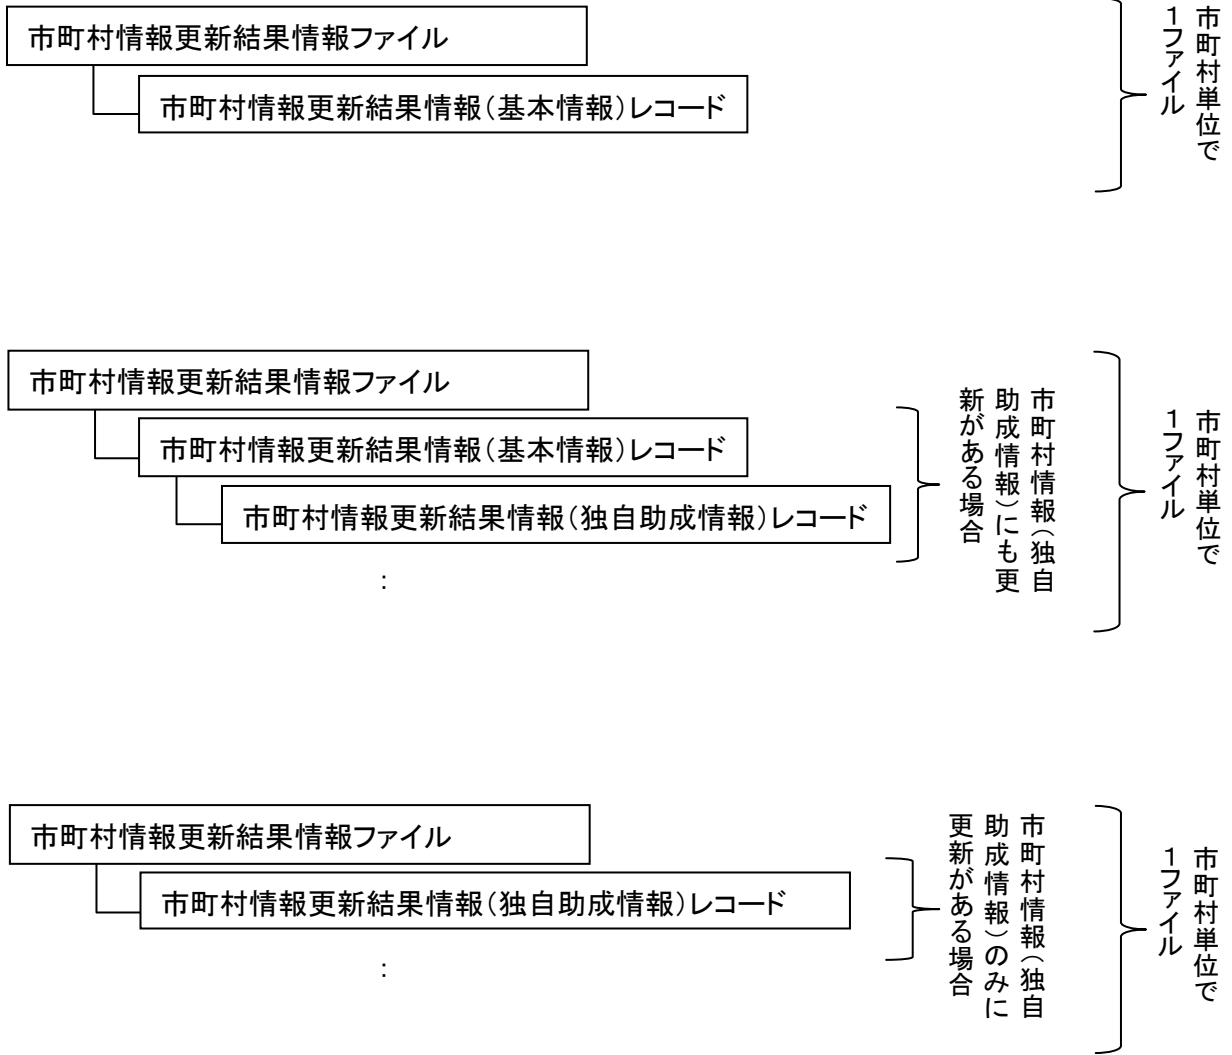 市町村情報更新結果情報ファイル
市町村情報更新結果情報(基本情報)レコード
市町村単位で
1ファイル
市町村情報更新結果情報ファイル
市町村情報更新結果情報(基本情報)レコード
市町村情報更新結果情報(独自助成情報)レコード
:
市町村情報(独自
助成情報)にも更
新がある場合
市町村単位で
1ファイル
市町村情報更新結果情報ファイル
市町村情報更新結果情報(独自助成情報)レコード
:
市町村情報(独自
助成情報)のみに
更新がある場合
市町村単位で
1ファイル